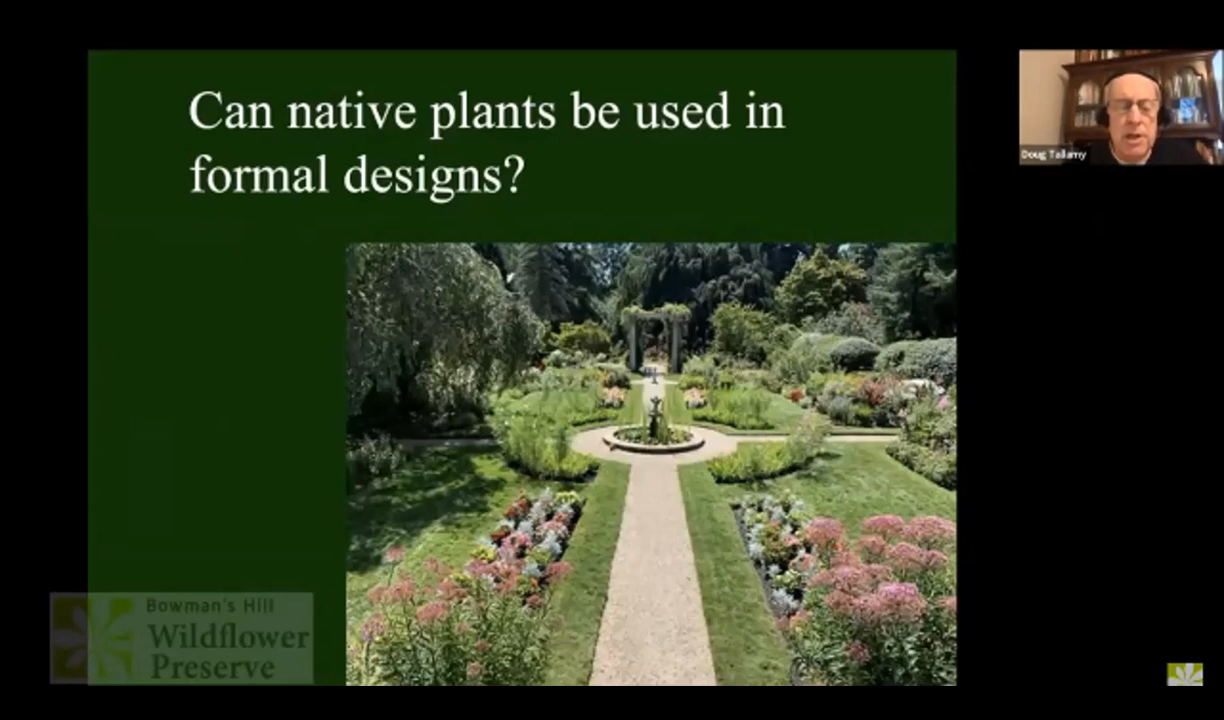 Can native plants be used in
formal designs?
Doug Tallamy
Bowman's Hill
Wildflower
Preserve